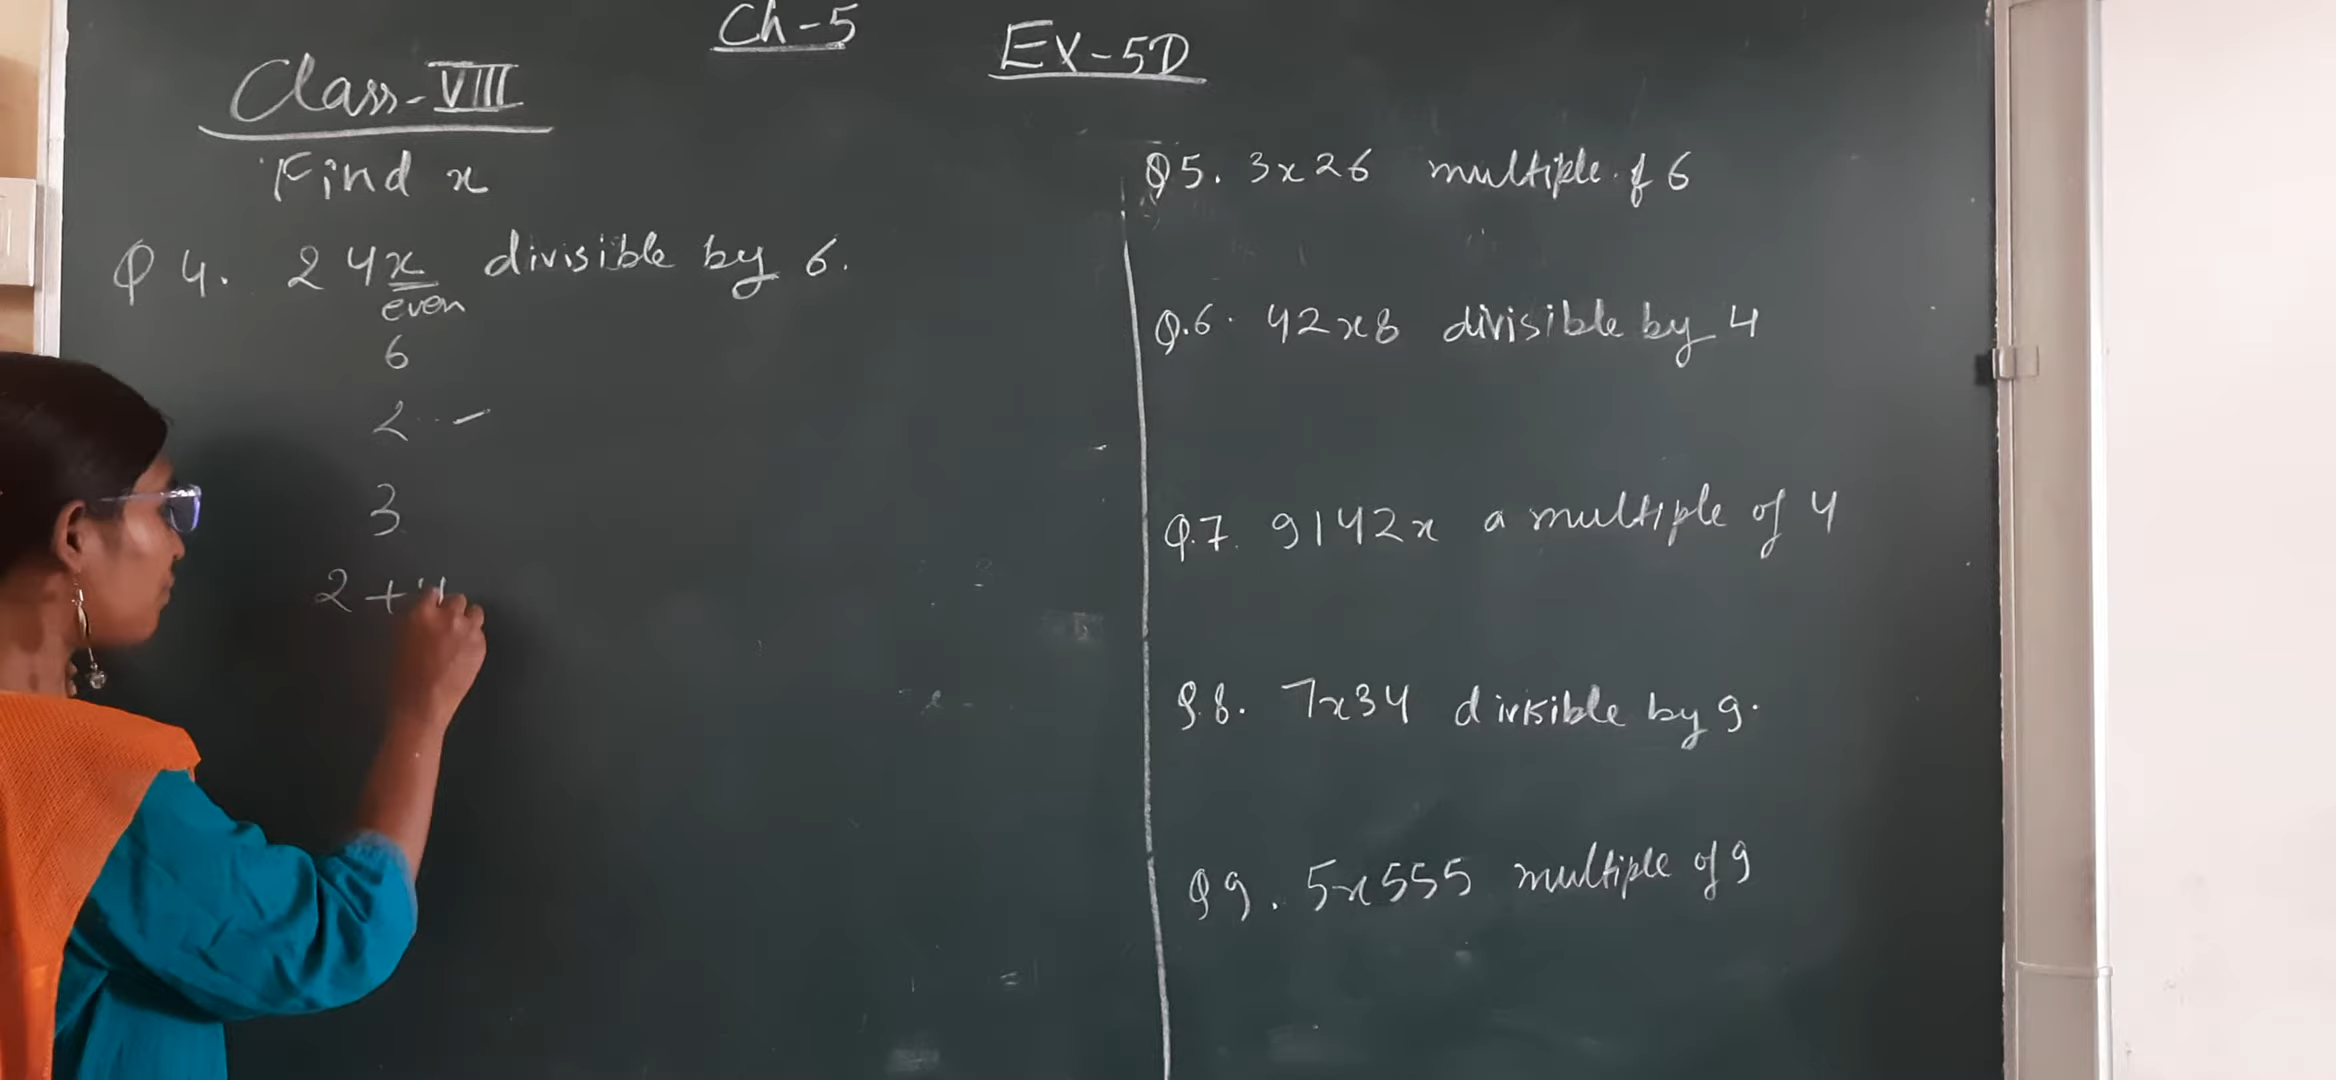 Ch-5
Ex-5D
Class-VIII
Find x
Q 4. 24x divisible by 6.
even
6
2 -
3
2 + 4
Q5. 3x26 multiple of 6
Q.6. 42x8 divisible by 4
Q.7. 9142x a multiple of 4
Q.8. 7x34 divisible by 9.
Q9. 5x555 multiple of 9